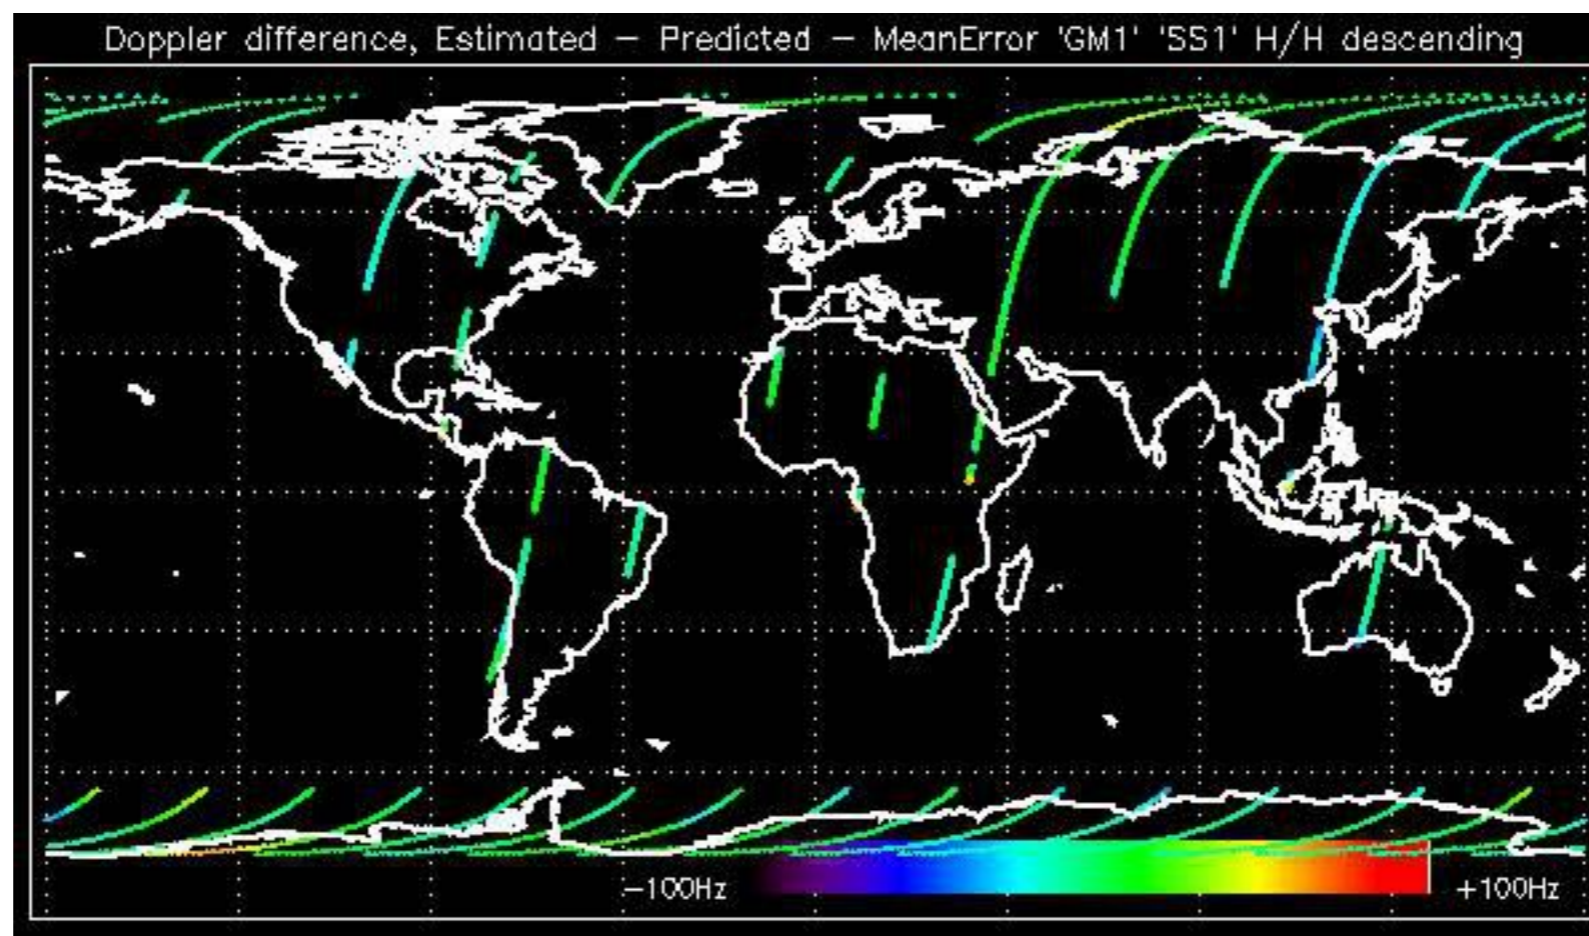 Doppler difference, Estimated − Predicted − MeanError 'GM1' 'SS1' H/H descending
−100Hz
+100Hz